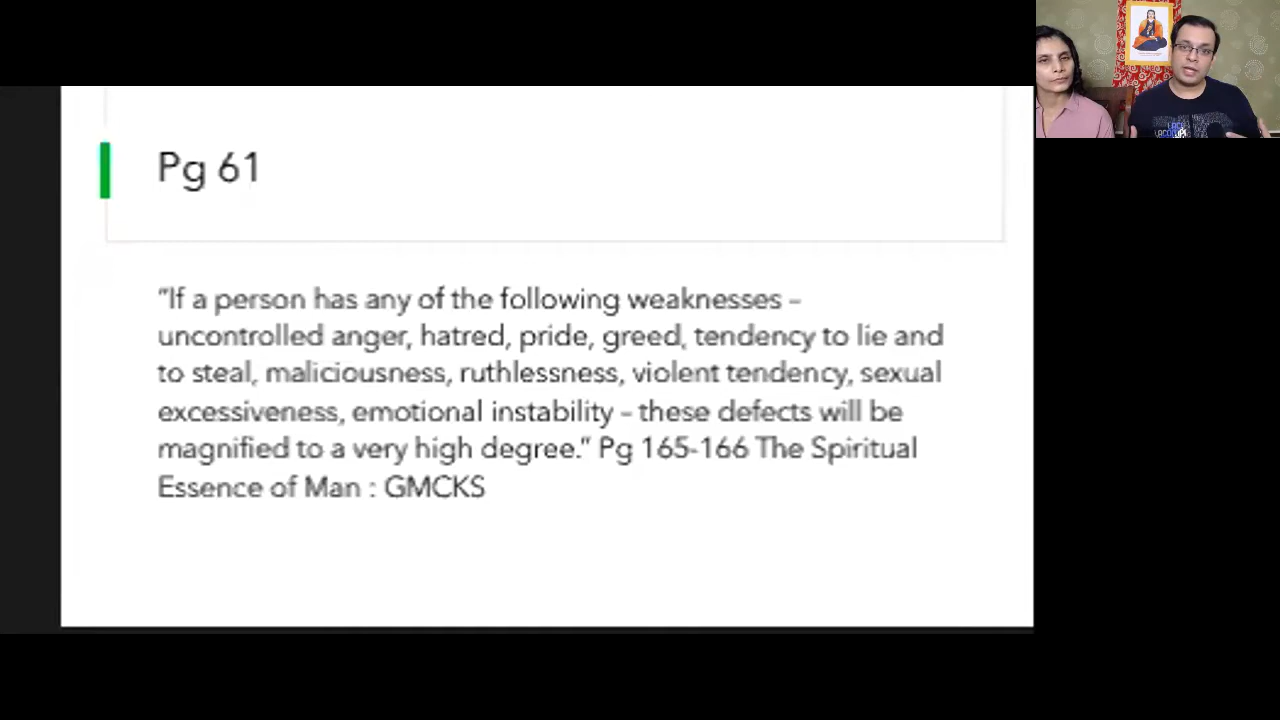 Pg 61
"If a person has any of the following weaknesses –
uncontrolled anger, hatred, pride, greed, tendency to lie and
to steal, maliciousness, ruthlessness, violent tendency, sexual
excessiveness, emotional instability – these defects will be
magnified to a very high degree." Pg 165-166 The Spiritual
Essence of Man : GMCKS